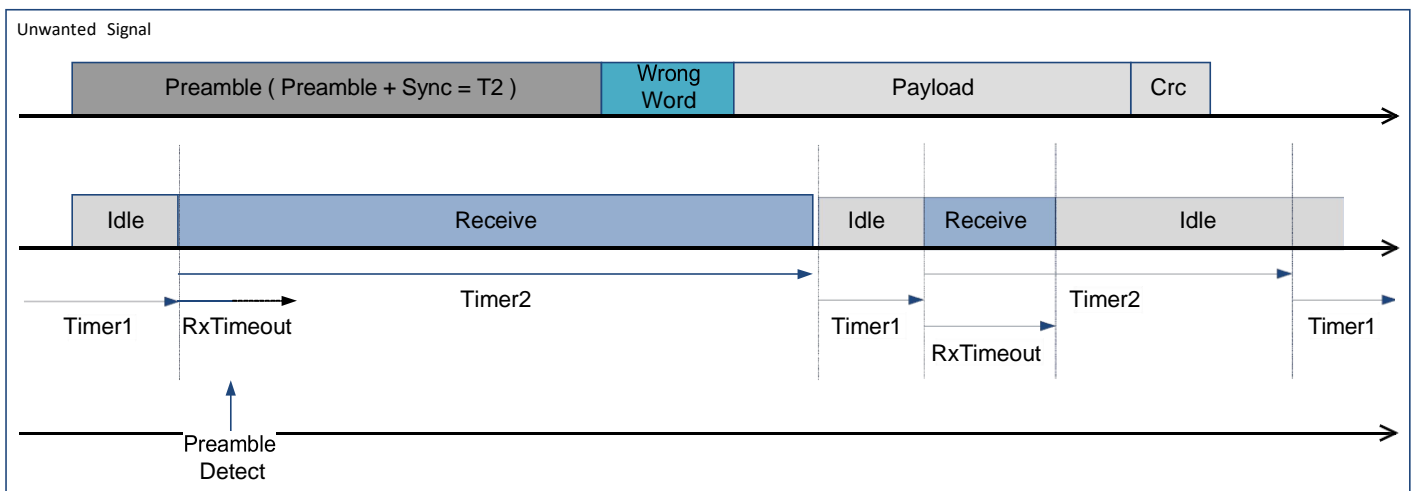 Unwanted Signal
Preamble ( Preamble + Sync = T2 )
Wrong
Word
Payload
Crc
Idle
Receive
Idle
Receive
Idle
Timer2
Timer2
Timer1
RxTimeout
Timer1
Timer1
RxTimeout
Preamble
Detect